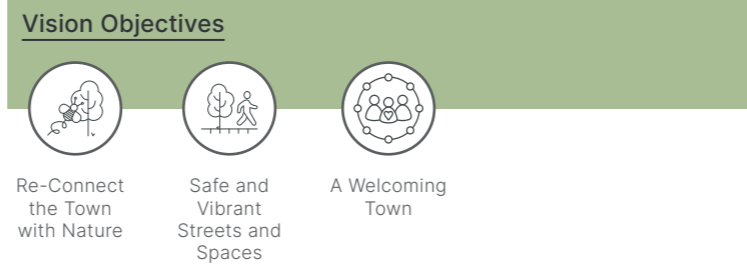 Vision Objectives
Re-Connect
the Town
with Nature
Safe and
Vibrant
Streets and
Spaces
A Welcoming
Town